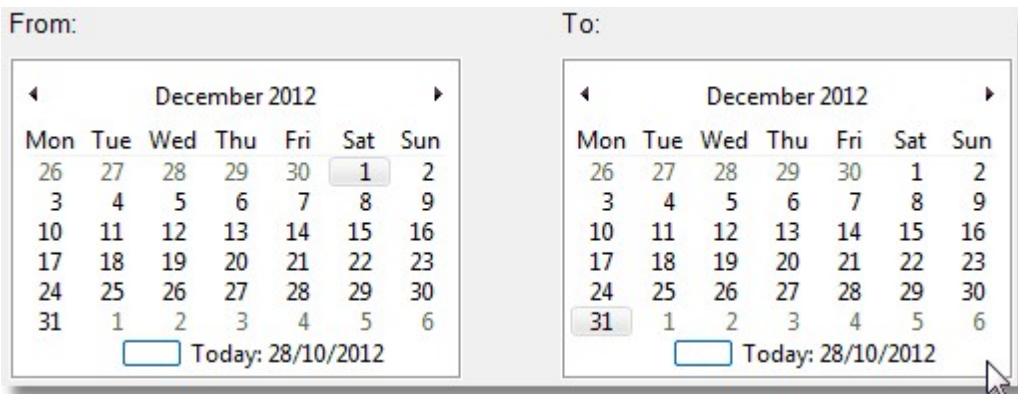 From:
December 2012
Mon Tue Wed Thu Fri Sat Sun
26 27 28 29 30 1 2
3 4 5 6 7 8 9
10 11 12 13 14 15 16
17 18 19 20 21 22 23
24 25 26 27 28 29 30
31 1 2 3 4 5 6
Today: 28/10/2012
To:
December 2012
Mon Tue Wed Thu Fri Sat Sun
26 27 28 29 30 1 2
3 4 5 6 7 8 9
10 11 12 13 14 15 16
17 18 19 20 21 22 23
24 25 26 27 28 29 30
31 1 2 3 4 5 6
Today: 28/10/2012